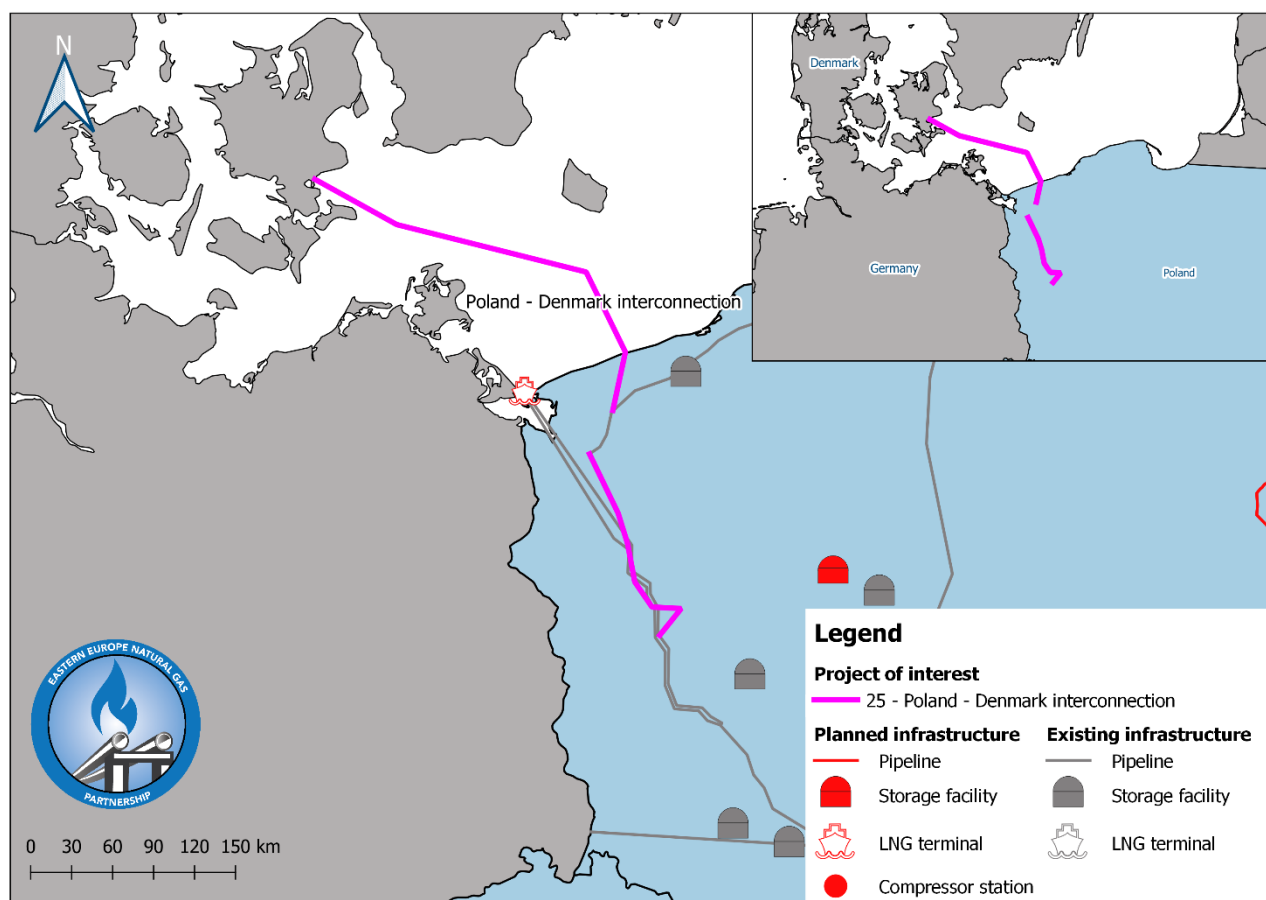 N
Denmark
Germany
Poland
Poland - Denmark interconnection
EASTERN EUROPE NATURAL GAS
PARTNERSHIP
0 30 60 90 120 150 km
Legend
Project of interest
25 - Poland - Denmark interconnection
Planned infrastructure
Pipeline
Storage facility
LNG terminal
Compressor station
Existing infrastructure
Pipeline
Storage facility
LNG terminal